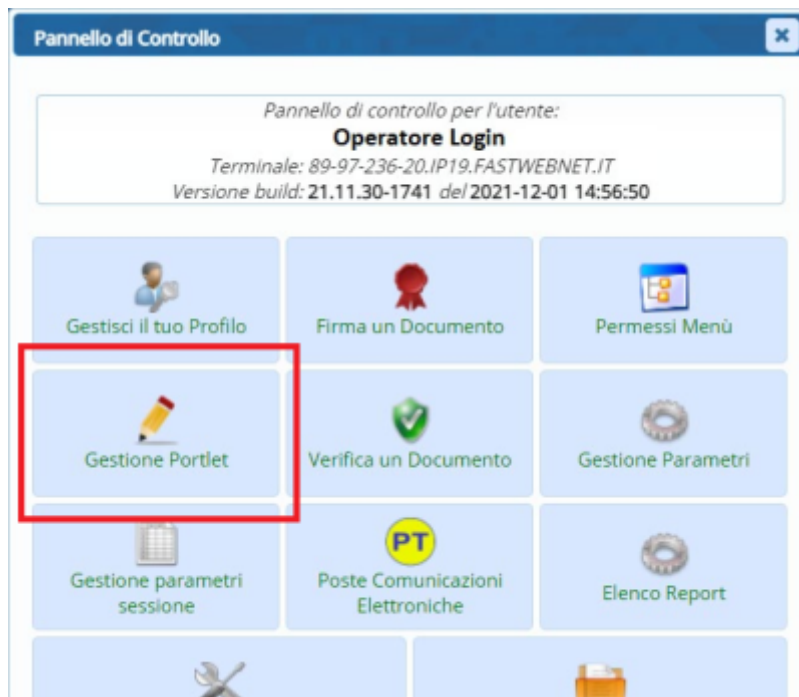 Pannello di Controllo
Pannello di controllo per l'utente:
Operatore Login
Terminale: 89-97-236-20.IP19.FASTWEBNET.IT
Versione build: 21.11.30-1741 del 2021-12-01 14:56:50
Gestisci il tuo Profilo
Firma un Documento
Permessi Menù
Gestione Portlet
Verifica un Documento
Gestione Parametri
Gestione parametri
sessione
PT
Poste Comunicazioni
Elettroniche
Elenco Report